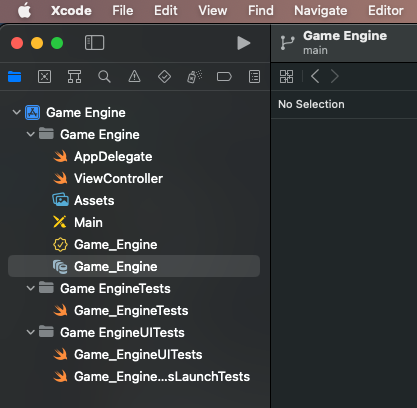 Xcode File Edit View Find Navigate Editor
Game Engine
main
No Selection
Game Engine
Game Engine
AppDelegate
ViewController
Assets
Main
Game_Engine
Game_Engine
Game EngineTests
Game_EngineTests
Game EngineUITests
Game_EngineUITests
Game_Engine...sLaunchTests